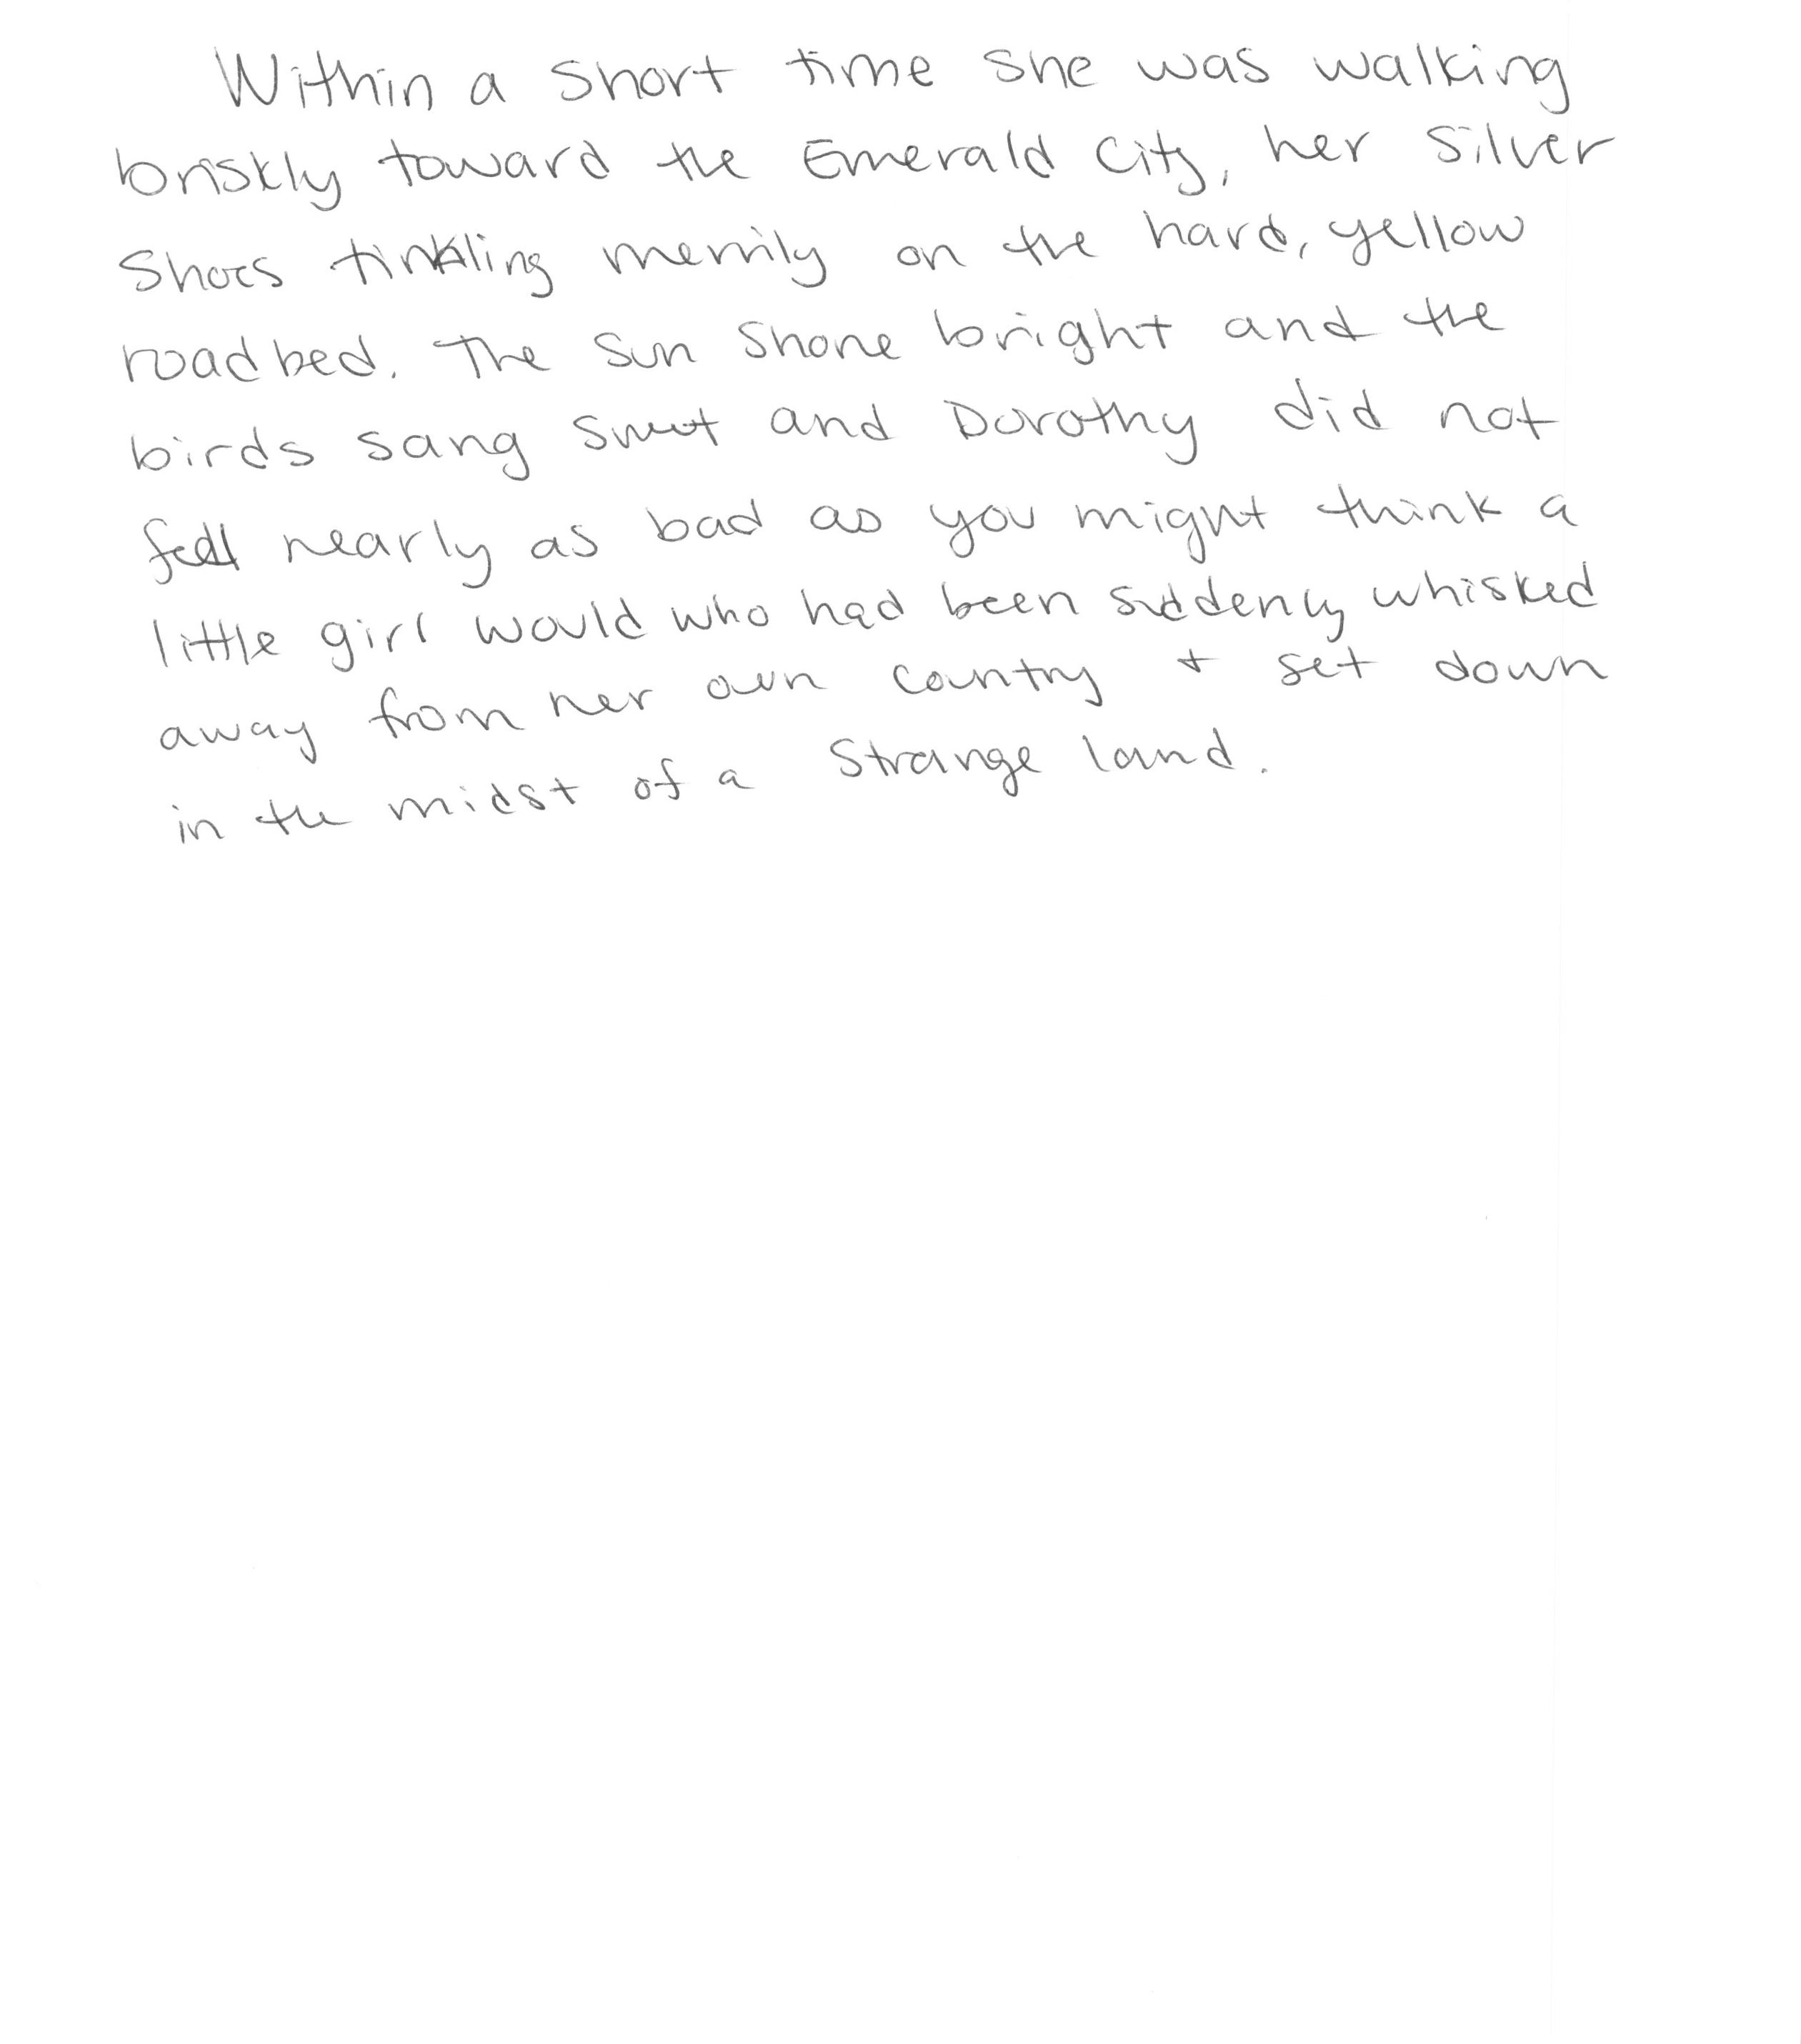 Within a short time she was walking
briskly toward the Emerald City, her Silver
Shoes tinkling merrily on the hard, yellow
roadbed. The sun shone bright and the
birds sang sweet and Dorothy did not
feel nearly as bad as you might think a
little girl would who had been suddenly whisked
away from her own country + set down
in the midst of a strange land.